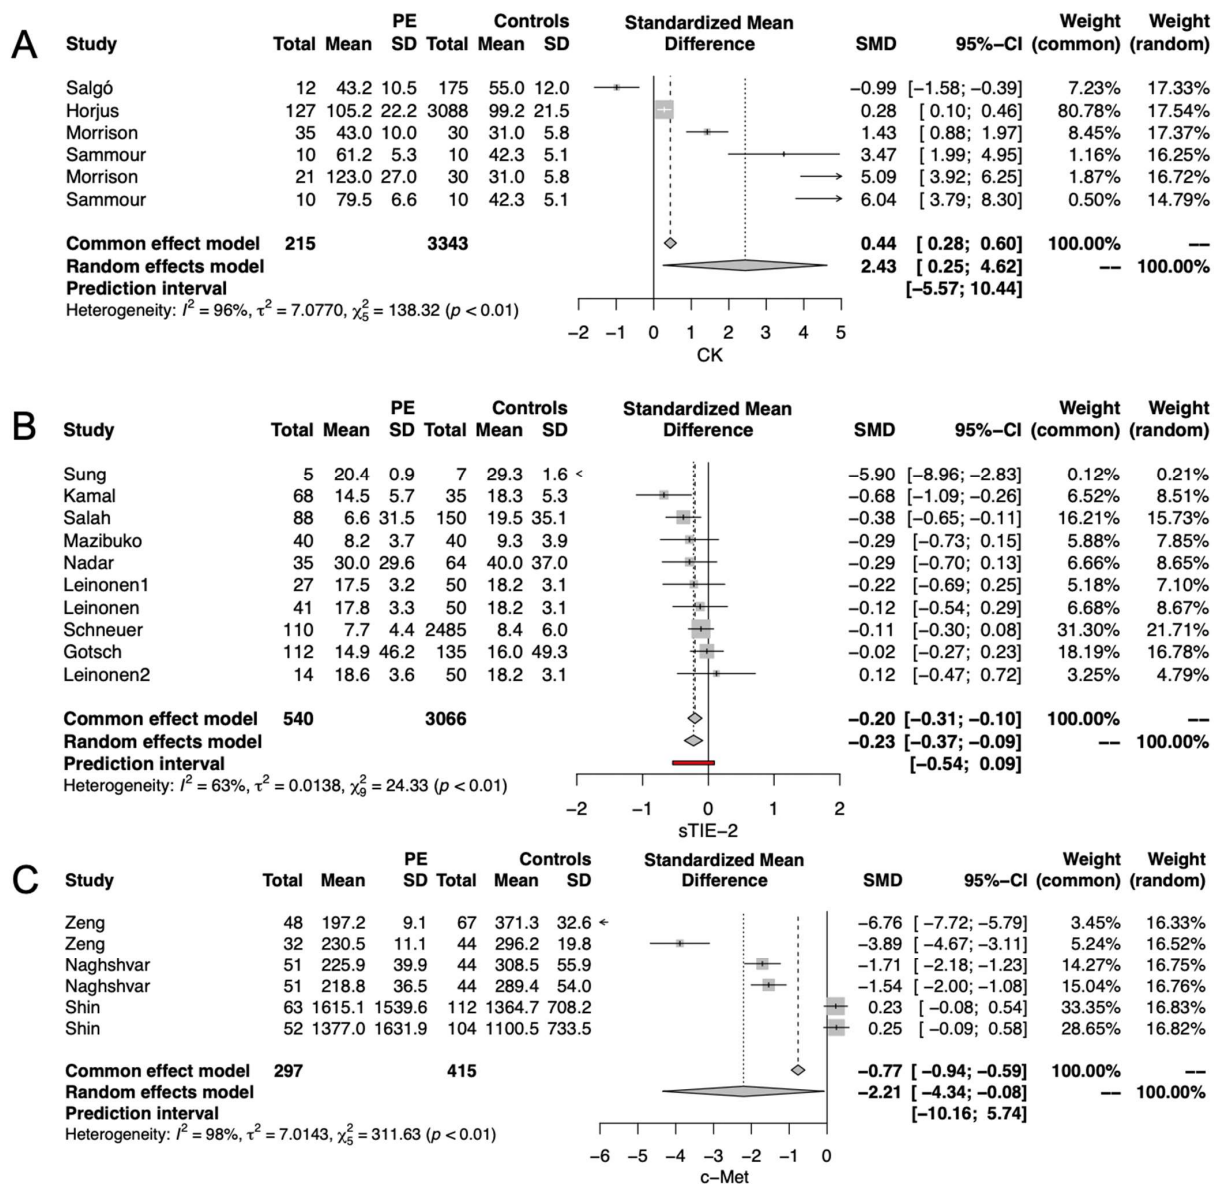 A
PE Controls Standardized Mean Weight Weight
Study Total Mean SD Total Mean SD Difference SMD 95%−CI (common) (random)
Salgó 12 43.2 10.5 175 55.0 12.0 −0.99 [−1.58; −0.39] 7.23% 17.33%
Horjus 127 105.2 22.2 3088 99.2 21.5 0.28 [ 0.10; 0.46] 80.78% 17.54%
Morrison 35 43.0 10.0 30 31.0 5.8 1.43 [ 0.88; 1.97] 8.45% 17.37%
Sammour 10 61.2 5.3 10 42.3 5.1 3.47 [ 1.99; 4.95] 1.16% 16.25%
Morrison 21 123.0 27.0 30 31.0 5.8 5.09 [ 3.92; 6.25] 1.87% 16.72%
Sammour 10 79.5 6.6 10 42.3 5.1 6.04 [ 3.79; 8.30] 0.50% 14.79%
Common effect model 215 3343 0.44 [ 0.28; 0.60] 100.00% −−
Random effects model 2.43 [ 0.25; 4.62] −− 100.00%
Prediction interval [−5.57; 10.44]
Heterogeneity: I² = 96%, τ² = 7.0770, χ²₅ = 138.32 (p < 0.01)
−2 −1 0 1 2 3 4 5
CK
B
PE Controls Standardized Mean Weight Weight
Study Total Mean SD Total Mean SD Difference SMD 95%−CI (common) (random)
Sung 5 20.4 0.9 7 29.3 1.6 −5.90 [−8.96; −2.83] 0.12% 0.21%
Kamal 68 14.5 5.7 35 18.3 5.3 −0.68 [−1.09; −0.26] 6.52% 8.51%
Salah 88 6.6 31.5 150 19.5 35.1 −0.38 [−0.65; −0.11] 16.21% 15.73%
Mazibuko 40 8.2 3.7 40 9.3 3.9 −0.29 [−0.73; 0.15] 5.88% 7.85%
Nadar 35 30.0 29.6 64 40.0 37.0 −0.29 [−0.70; 0.13] 6.66% 8.65%
Leinonen1 27 17.5 3.2 50 18.2 3.1 −0.22 [−0.69; 0.25] 5.18% 7.10%
Leinonen 41 17.8 3.3 50 18.2 3.1 −0.12 [−0.54; 0.29] 6.68% 8.67%
Schneuer 110 7.7 4.4 2485 8.4 6.0 −0.11 [−0.30; 0.08] 31.30% 21.71%
Gotsch 112 14.9 46.2 135 16.0 49.3 −0.02 [−0.27; 0.23] 18.19% 16.78%
Leinonen2 14 18.6 3.6 50 18.2 3.1 0.12 [−0.47; 0.72] 3.25% 4.79%
Common effect model 540 3066 −0.20 [−0.31; −0.10] 100.00% −−
Random effects model −0.23 [−0.37; −0.09] −− 100.00%
Prediction interval [−0.54; 0.09]
Heterogeneity: I² = 63%, τ² = 0.0138, χ²₉ = 24.33 (p < 0.01)
−2 −1 0 1 2
sTIE−2
C
PE Controls Standardized Mean Weight Weight
Study Total Mean SD Total Mean SD Difference SMD 95%−CI (common) (random)
Zeng 48 197.2 9.1 67 371.3 32.6 −6.76 [ −7.72; −5.79] 3.45% 16.33%
Zeng 32 230.5 11.1 44 296.2 19.8 −3.89 [ −4.67; −3.11] 5.24% 16.52%
Naghshvar 51 225.9 39.9 44 308.5 55.9 −1.71 [ −2.18; −1.23] 14.27% 16.75%
Naghshvar 51 218.8 36.5 44 289.4 54.0 −1.54 [ −2.00; −1.08] 15.04% 16.76%
Shin 63 1615.1 1539.6 112 1364.7 708.2 0.23 [ −0.08; 0.54] 33.35% 16.83%
Shin 52 1377.0 1631.9 104 1100.5 733.5 0.25 [ −0.09; 0.58] 28.65% 16.82%
Common effect model 297 415 −0.77 [ −0.94; −0.59] 100.00% −−
Random effects model −2.21 [ −4.34; −0.08] −− 100.00%
Prediction interval [−10.16; 5.74]
Heterogeneity: I² = 98%, τ² = 7.0143, χ²₅ = 311.63 (p < 0.01)
−6 −5 −4 −3 −2 −1 0
c−Met